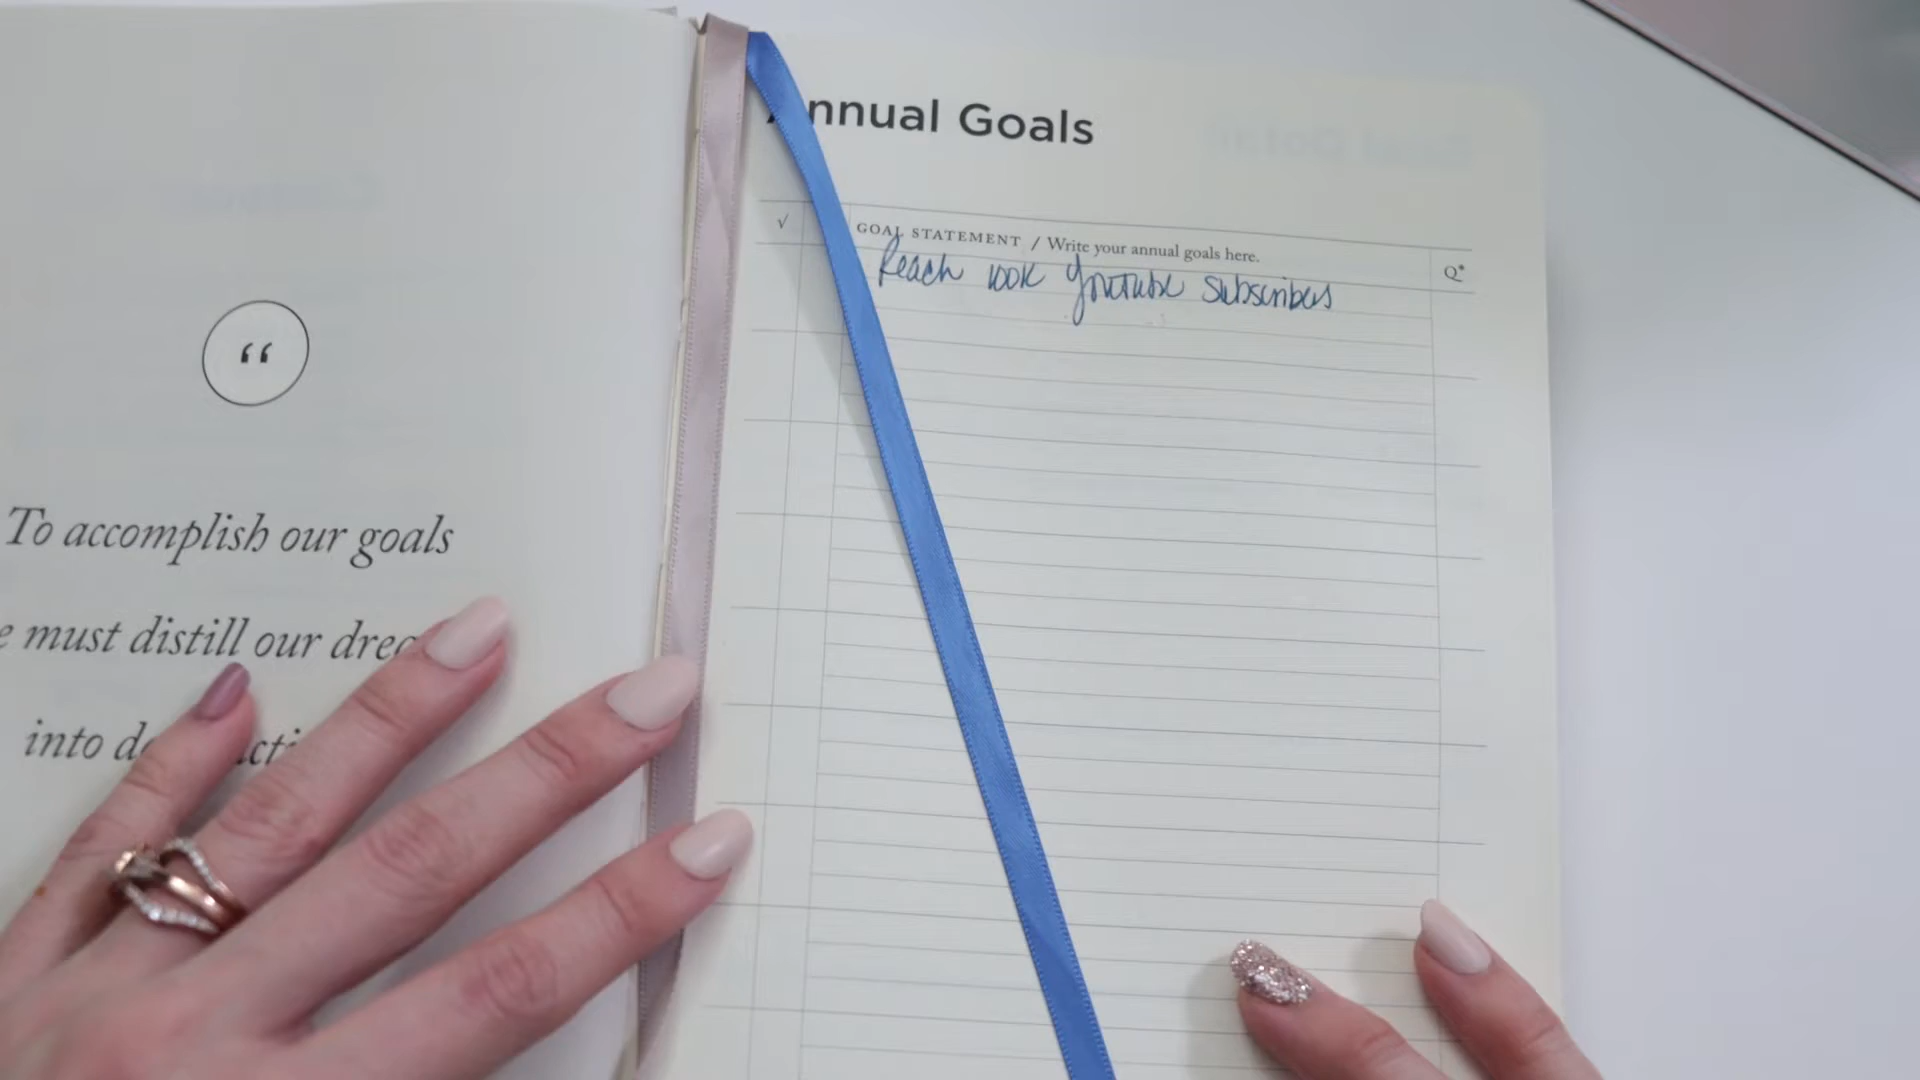 “
To accomplish our goals
must distill our
into
Annual Goals
√
GOAL STATEMENT / Write your annual goals here.
Q*
Reach 100K YouTube subscribers